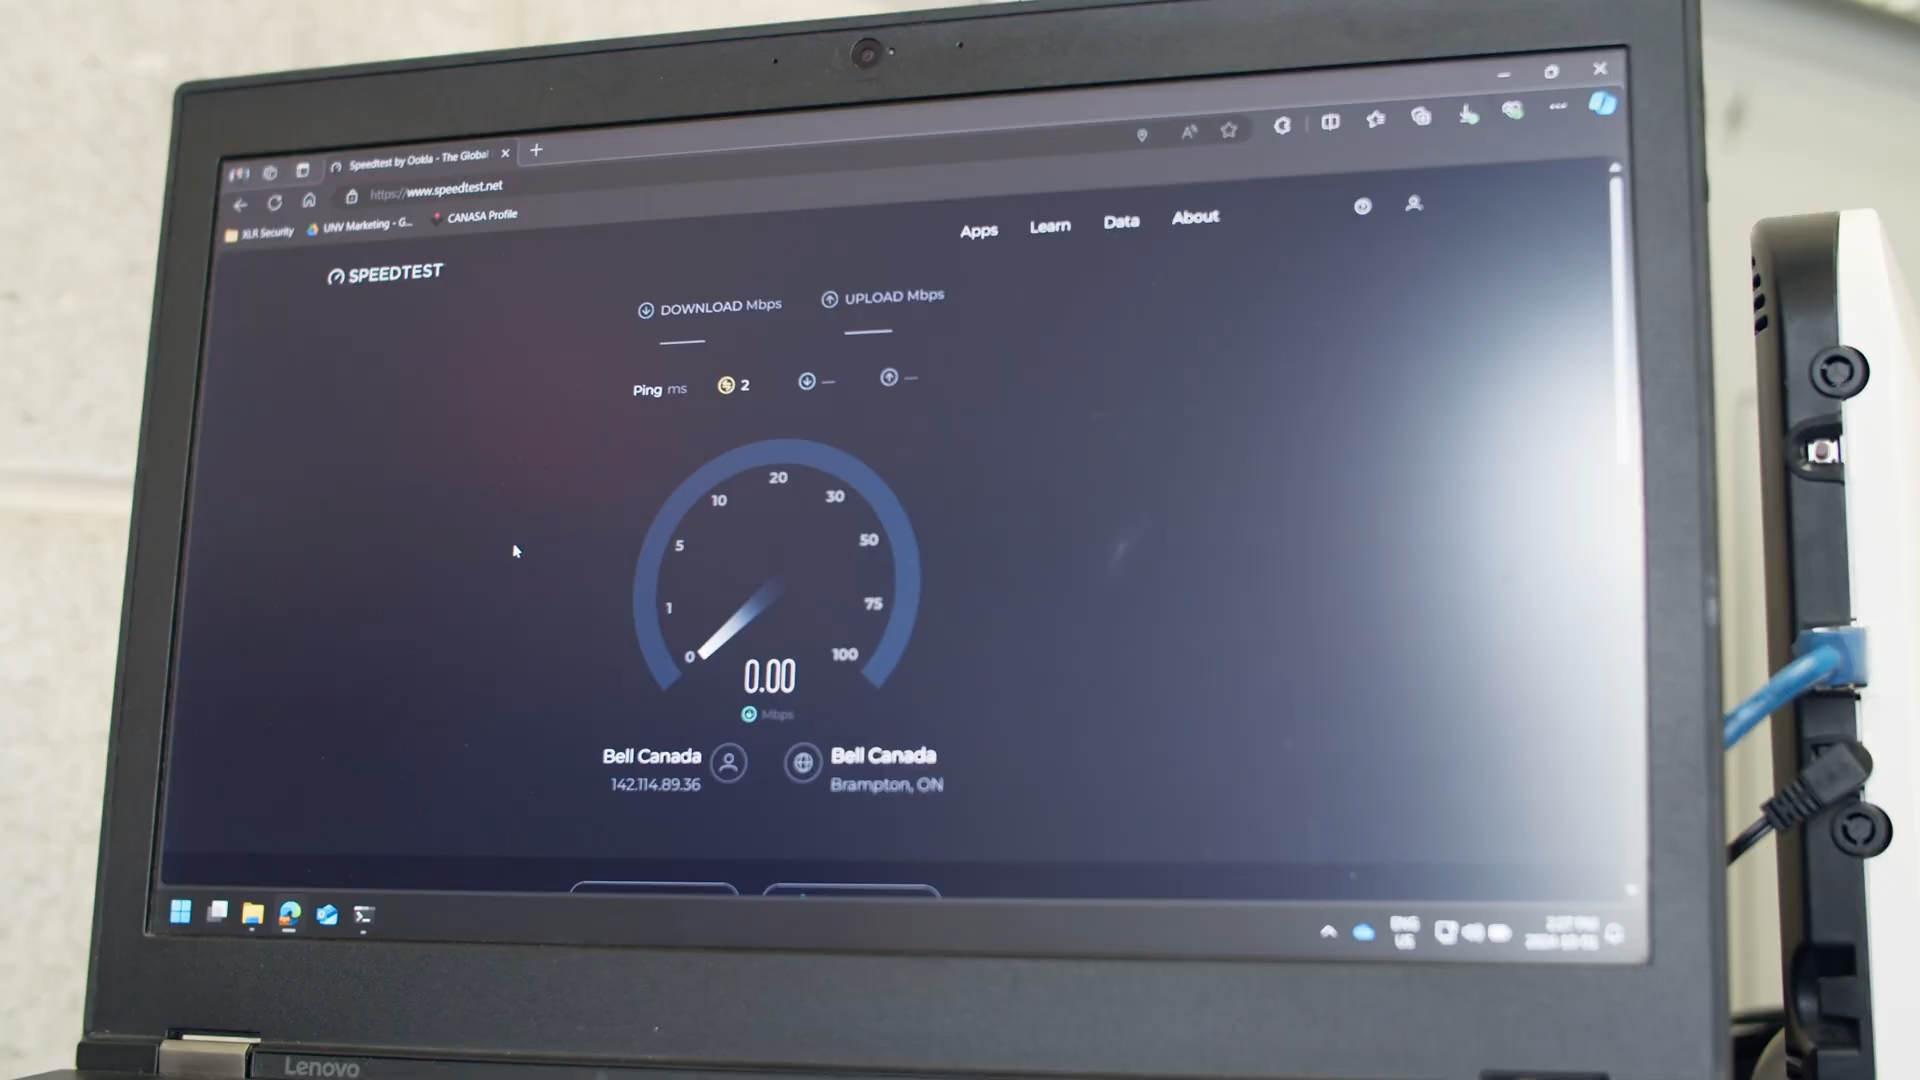 Speedtest by Ookla - The Global
https://www.speedtest.net
XLR Security
UNV Marketing - G...
CANASA Profile
Apps
Learn
Data
About
SPEEDTEST
DOWNLOAD Mbps
UPLOAD Mbps
Ping ms
2
0
1
5
10
20
30
50
75
100
0.00
Mbps
Bell Canada
142.114.89.36
Bell Canada
Brampton, ON
ENG
US
Lenovo